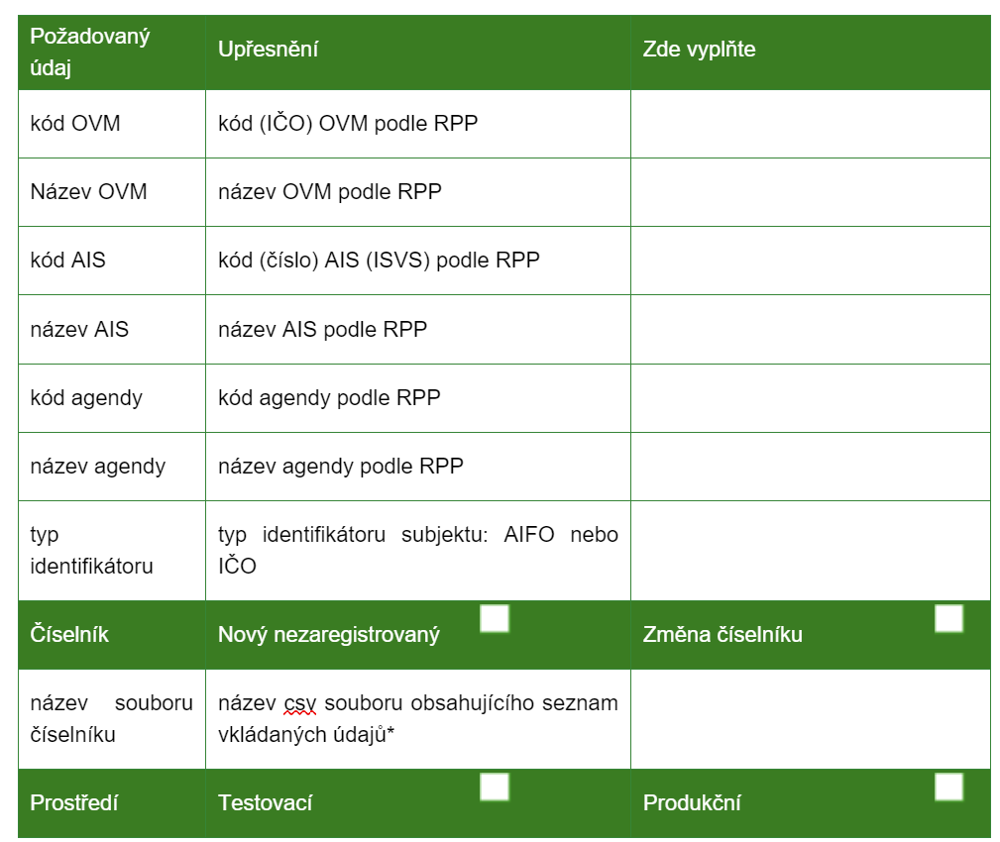 Požadovaný
údaj
Upřesnění
Zde vyplňte
kód OVM
kód (IČO) OVM podle RPP
Název OVM
název OVM podle RPP
kód AIS
kód (číslo) AIS (ISVS) podle RPP
název AIS
název AIS podle RPP
kód agendy
kód agendy podle RPP
název agendy
název agendy podle RPP
typ
identifikátoru
typ identifikátoru subjektu: AIFO nebo
IČO
Číselník
Nový nezaregistrovaný
Změna číselníku
název souboru
číselníku
název csv souboru obsahujícího seznam
vkládaných údajů*
Prostředí
Testovací
Produkční